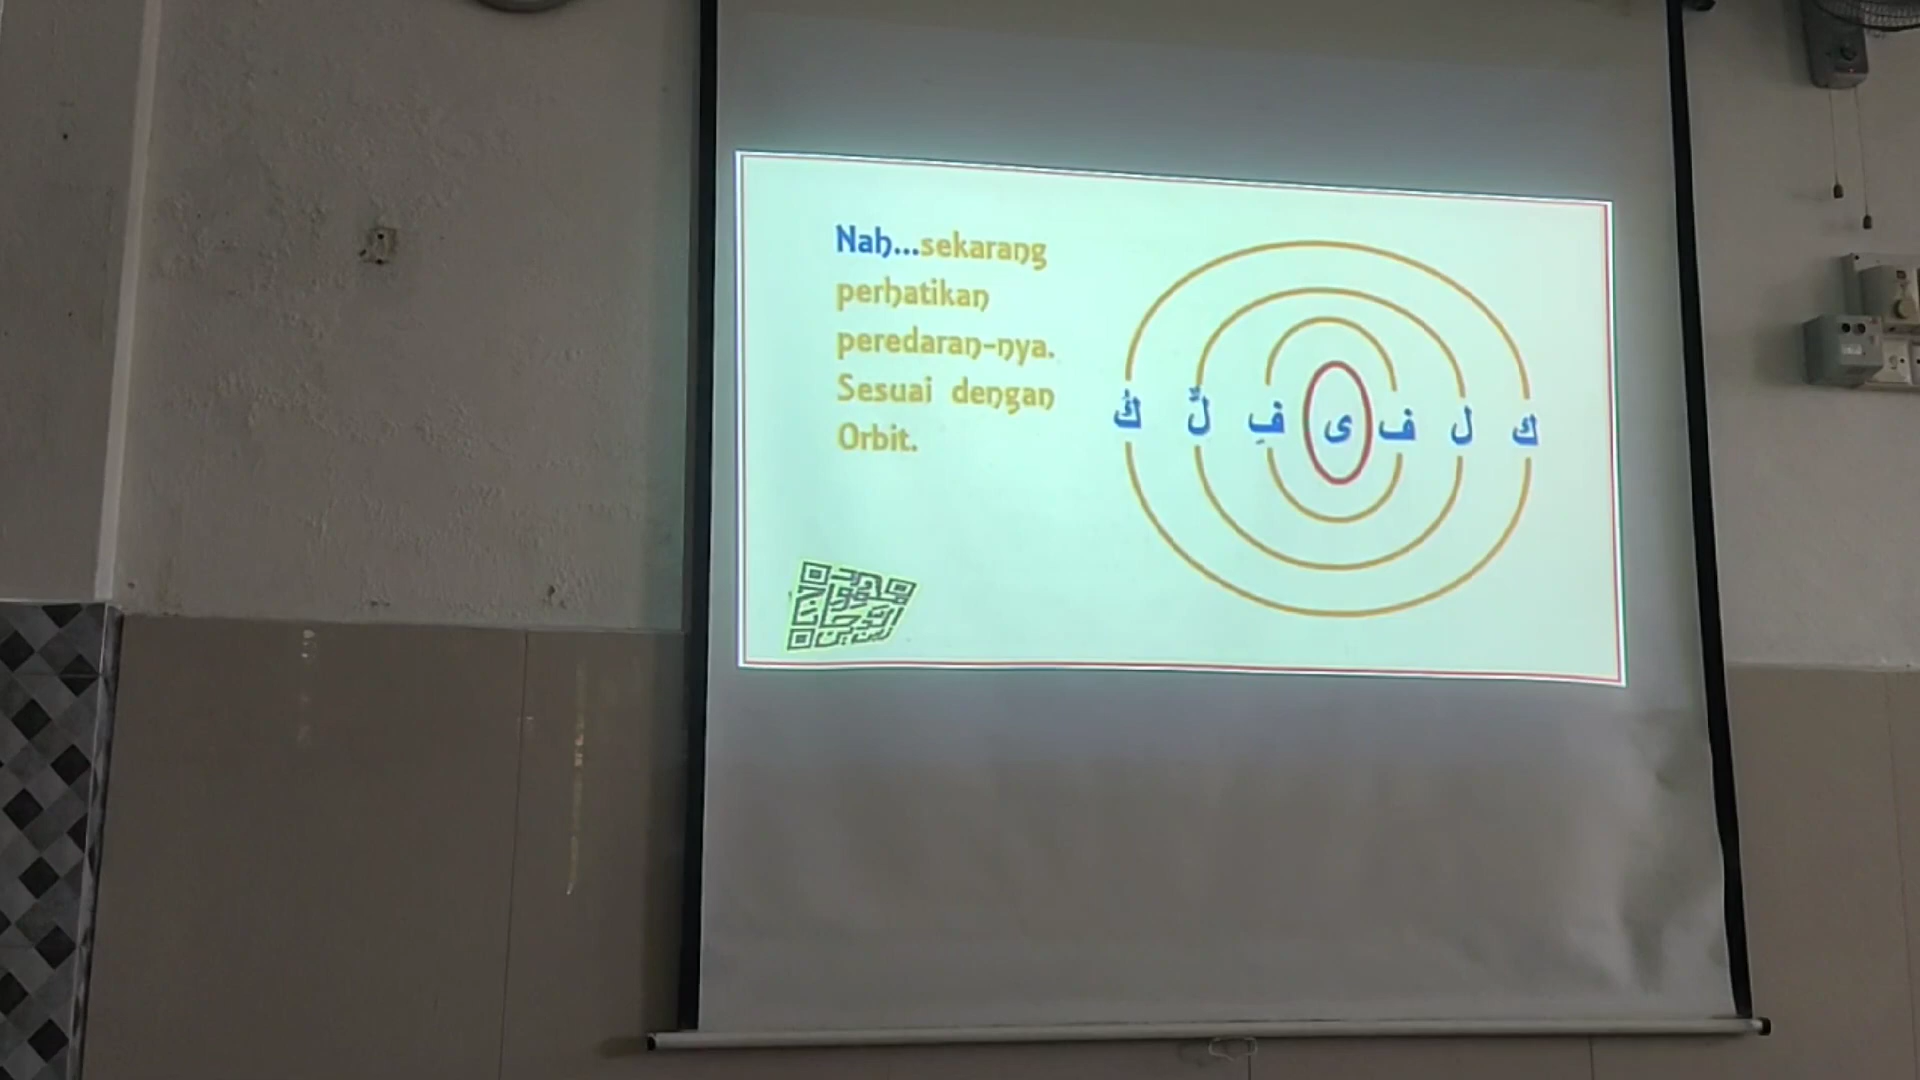 Nah...sekarang
perhatikan
peredaran-nya.
Sesuai dengan
Orbit.
كُ لٌّ فِ ى ف ل ك